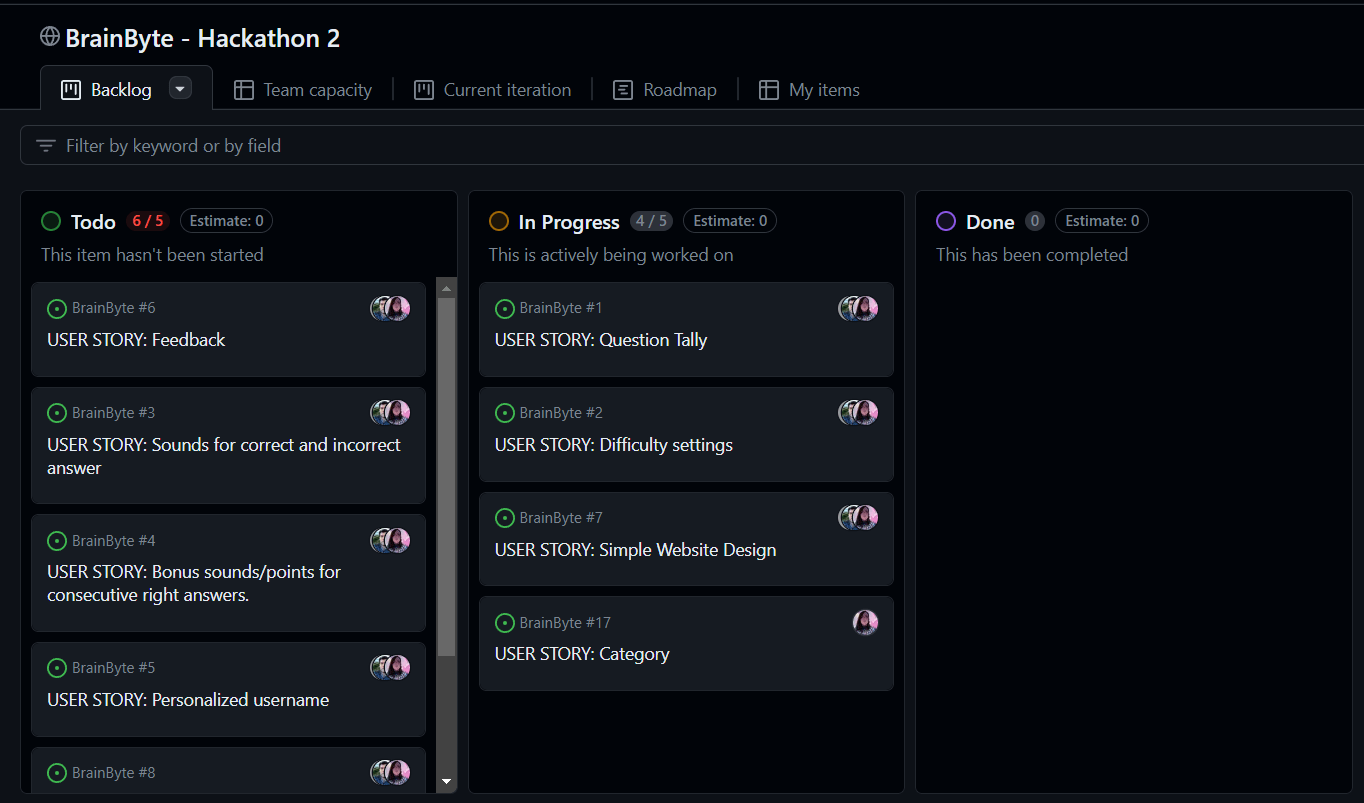 BrainByte - Hackathon 2
Backlog
Team capacity
Current iteration
Roadmap
My items
Filter by keyword or by field
Todo 6 / 5 Estimate: 0
This item hasn't been started
BrainByte #6
USER STORY: Feedback
BrainByte #3
USER STORY: Sounds for correct and incorrect
answer
BrainByte #4
USER STORY: Bonus sounds/points for
consecutive right answers.
BrainByte #5
USER STORY: Personalized username
BrainByte #8
In Progress 4 / 5 Estimate: 0
This is actively being worked on
BrainByte #1
USER STORY: Question Tally
BrainByte #2
USER STORY: Difficulty settings
BrainByte #7
USER STORY: Simple Website Design
BrainByte #17
USER STORY: Category
Done 0 Estimate: 0
This has been completed